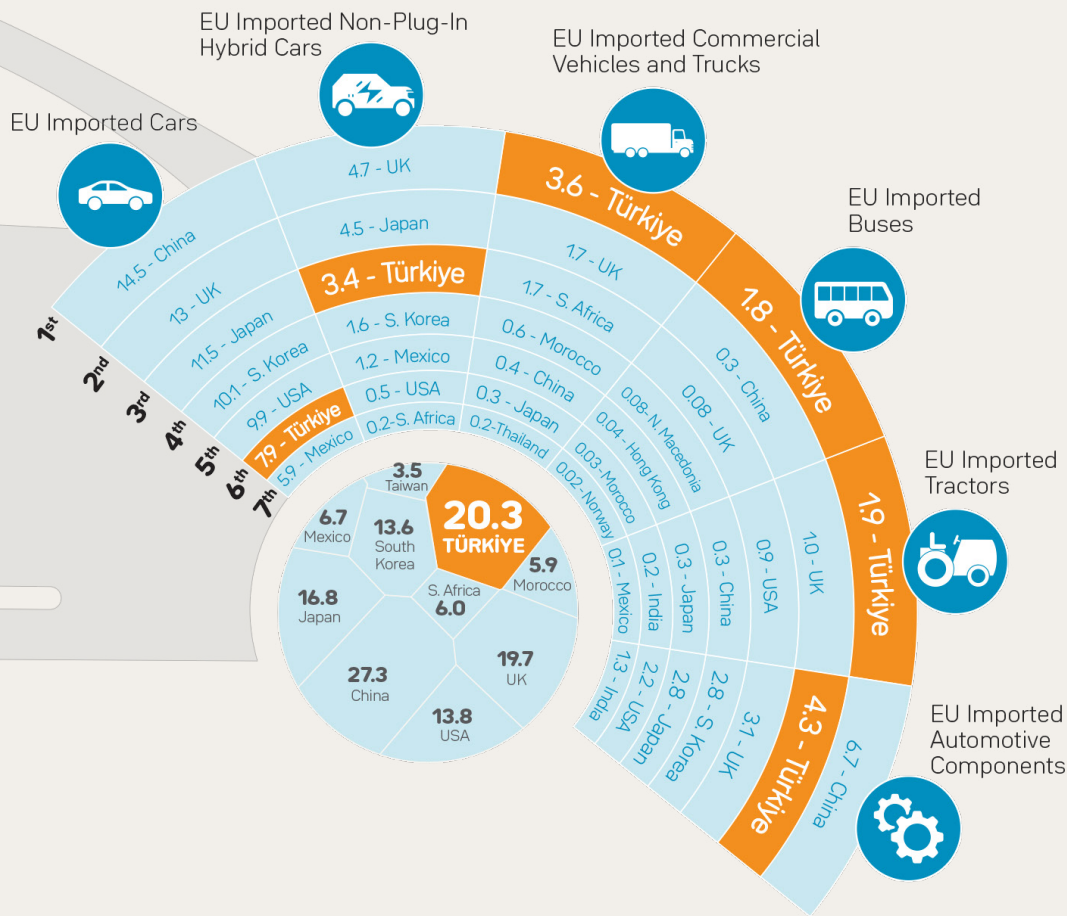 EU Imported Cars
EU Imported Non-Plug-In
Hybrid Cars
EU Imported Commercial
Vehicles and Trucks
EU Imported
Buses
EU Imported
Tractors
EU Imported
Automotive
Components
1st
2nd
3rd
4th
5th
6th
7th
14.5 - China
13 - UK
11.5 - Japan
10.1 - S. Korea
9.9 - USA
7.9 - Türkiye
5.9 - Mexico
4.7 - UK
4.5 - Japan
3.4 - Türkiye
1.6 - S. Korea
1.2 - Mexico
0.5 - USA
0.2-S. Africa
3.6 - Türkiye
1.7 - UK
1.7 - S. Africa
0.6 - Morocco
0.4 - China
0.3 - Japan
0.2-Thailand
1.8 - Türkiye
0.3 - China
0.08 - UK
0.08- N. Macedonia
0.04 - Hong Kong
0.03 - Morocco
0.02 - Norway
1.9 - Türkiye
1.0 - UK
0.9 - USA
0.3 - China
0.3 - Japan
0.2 - India
0.1 - Mexico
6.7 - China
4.3 - Türkiye
3.1 - UK
2.8 - S. Korea
2.8 - Japan
2.2 - USA
1.3 - India
3.5
Taiwan
20.3
TÜRKİYE
6.7
Mexico
13.6
South
Korea
5.9
Morocco
S. Africa
6.0
16.8
Japan
19.7
UK
27.3
China
13.8
USA